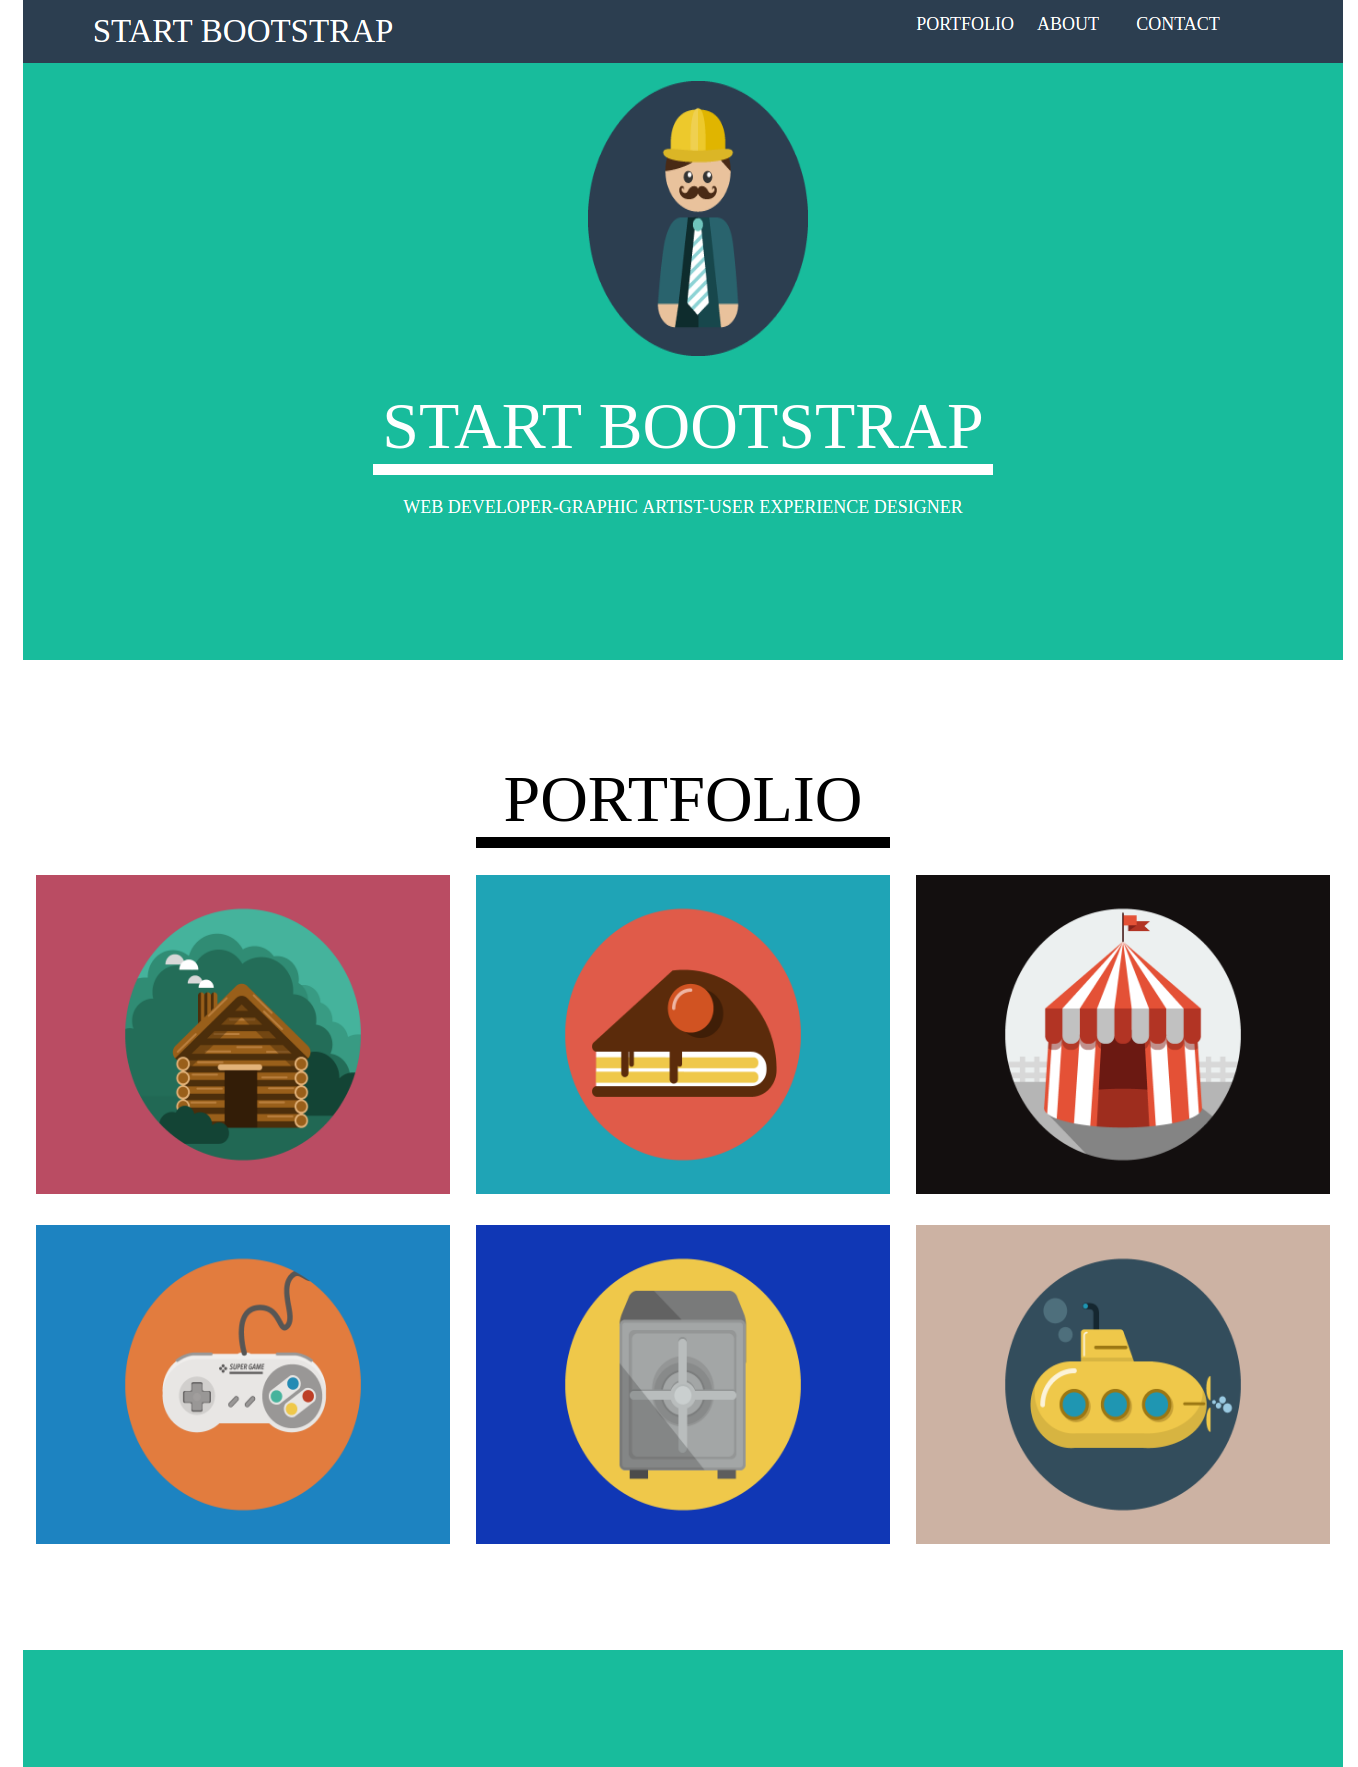 START BOOTSTRAP
PORTFOLIO ABOUT CONTACT
START BOOTSTRAP
WEB DEVELOPER-GRAPHIC ARTIST-USER EXPERIENCE DESIGNER
PORTFOLIO
SUPER GAME